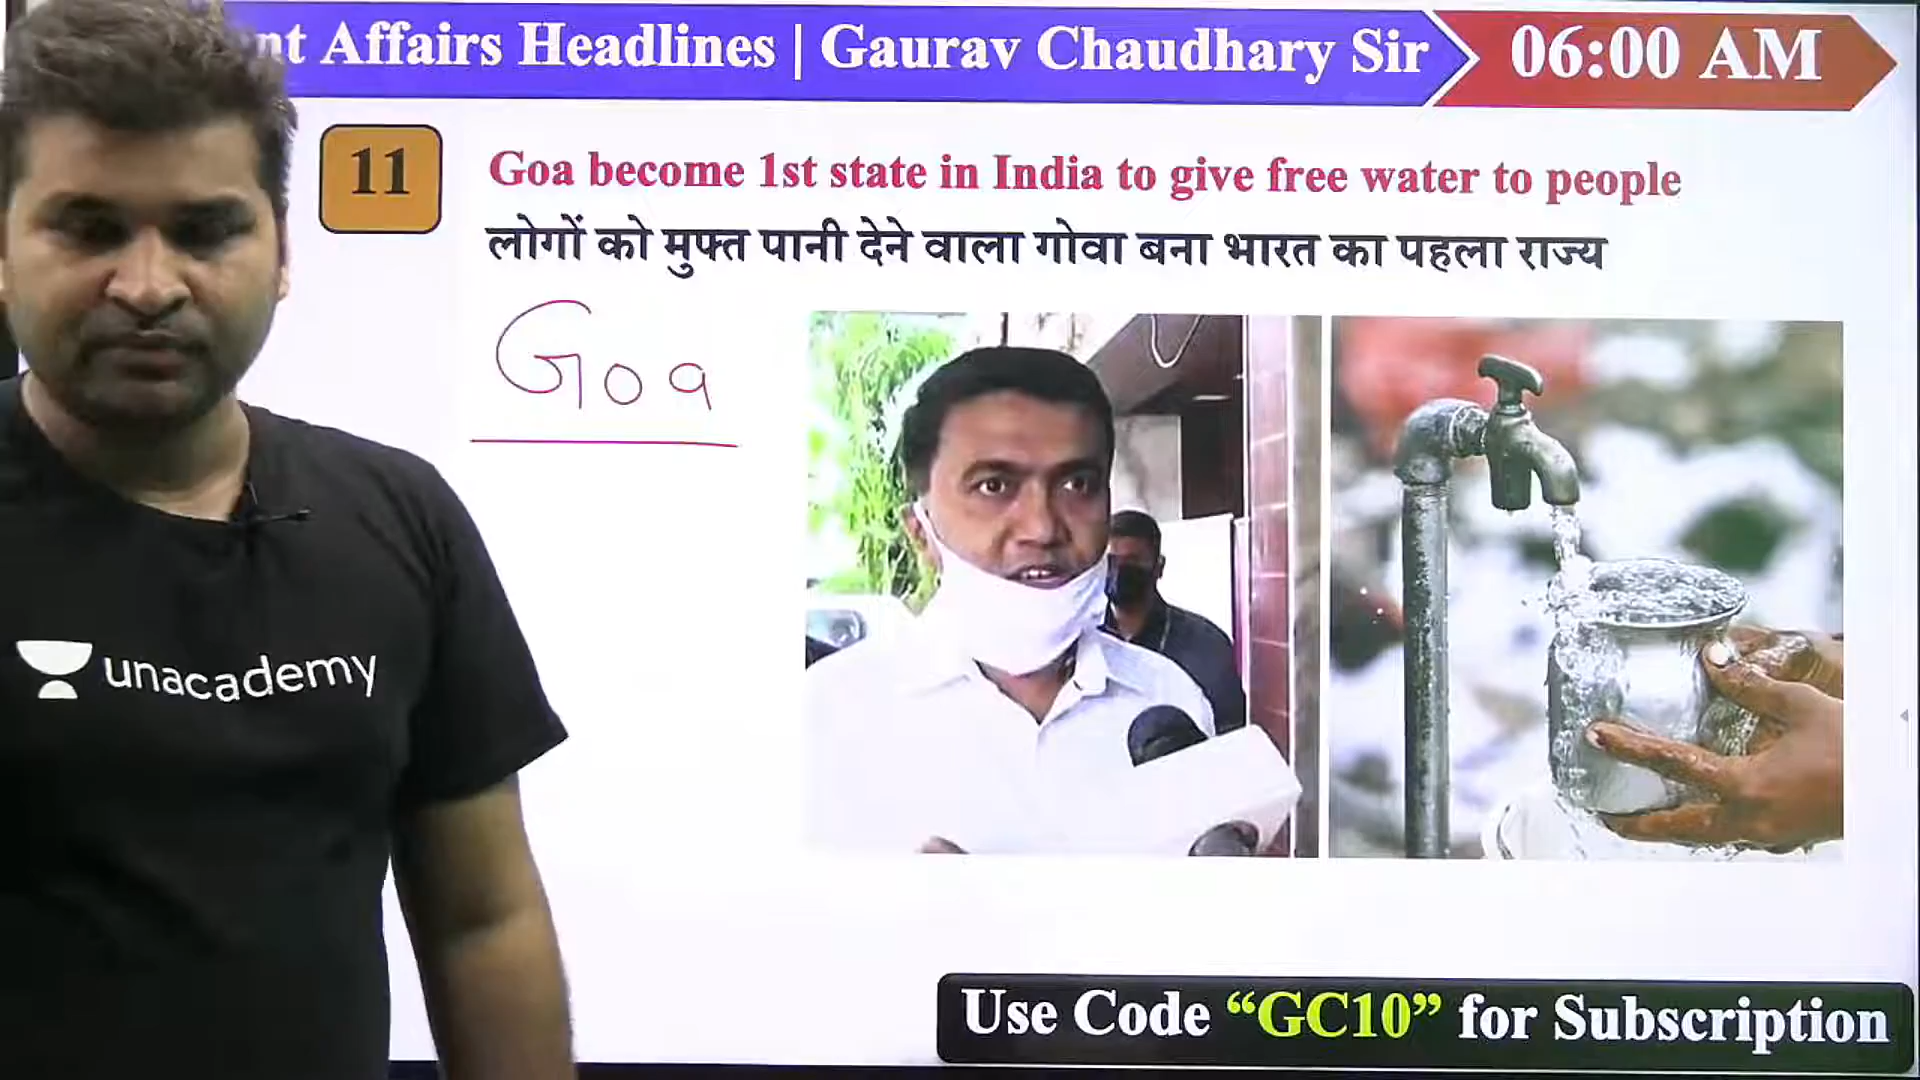 nt Affairs Headlines | Gaurav Chaudhary Sir
06:00 AM
11
Goa become 1st state in India to give free water to people
लोगों को मुफ्त पानी देने वाला गोवा बना भारत का पहला राज्य
Goa
unacademy
Use Code “GC10” for Subscription